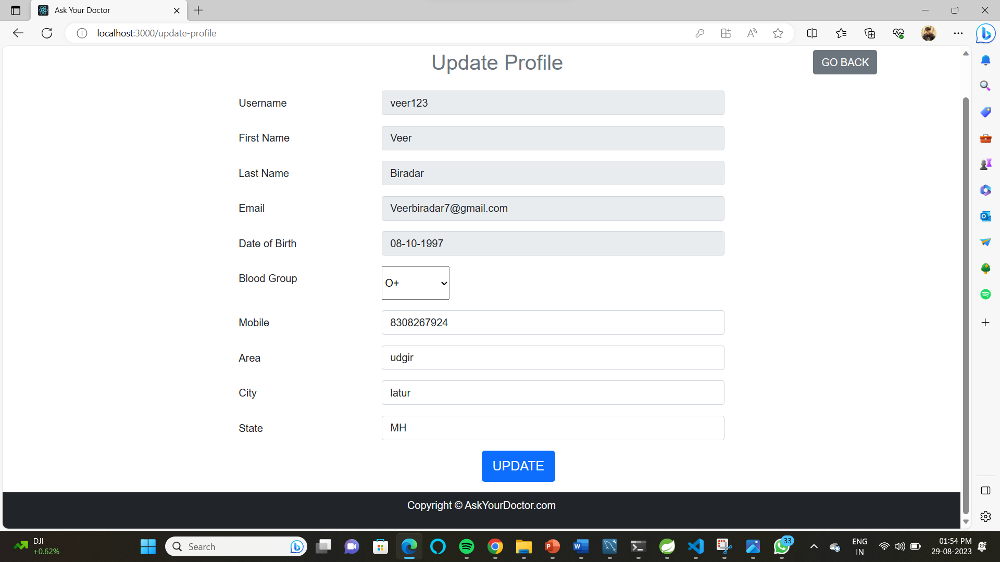 Ask Your Doctor
localhost:3000/update-profile
Update Profile
GO BACK
Username veer123
First Name Veer
Last Name Biradar
Email Veerbiradar7@gmail.com
Date of Birth 08-10-1997
Blood Group O+
Mobile 8308267924
Area udgir
City latur
State MH
UPDATE
Copyright © AskYourDoctor.com
DJI
+0.62%
Search
33
ENG
IN
01:54 PM
29-08-2023